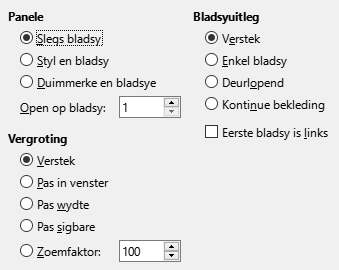 Panele
Slegs bladsy
Styl en bladsy
Duimmerke en bladsye
Open op bladsy: 1
Vergroting
Verstek
Pas in venster
Pas wydte
Pas sigbare
Zoemfaktor: 100
Bladsyuitleg
Verstek
Enkel bladsy
Deurlopend
Kontinue bekleding
Eerste bladsy is links